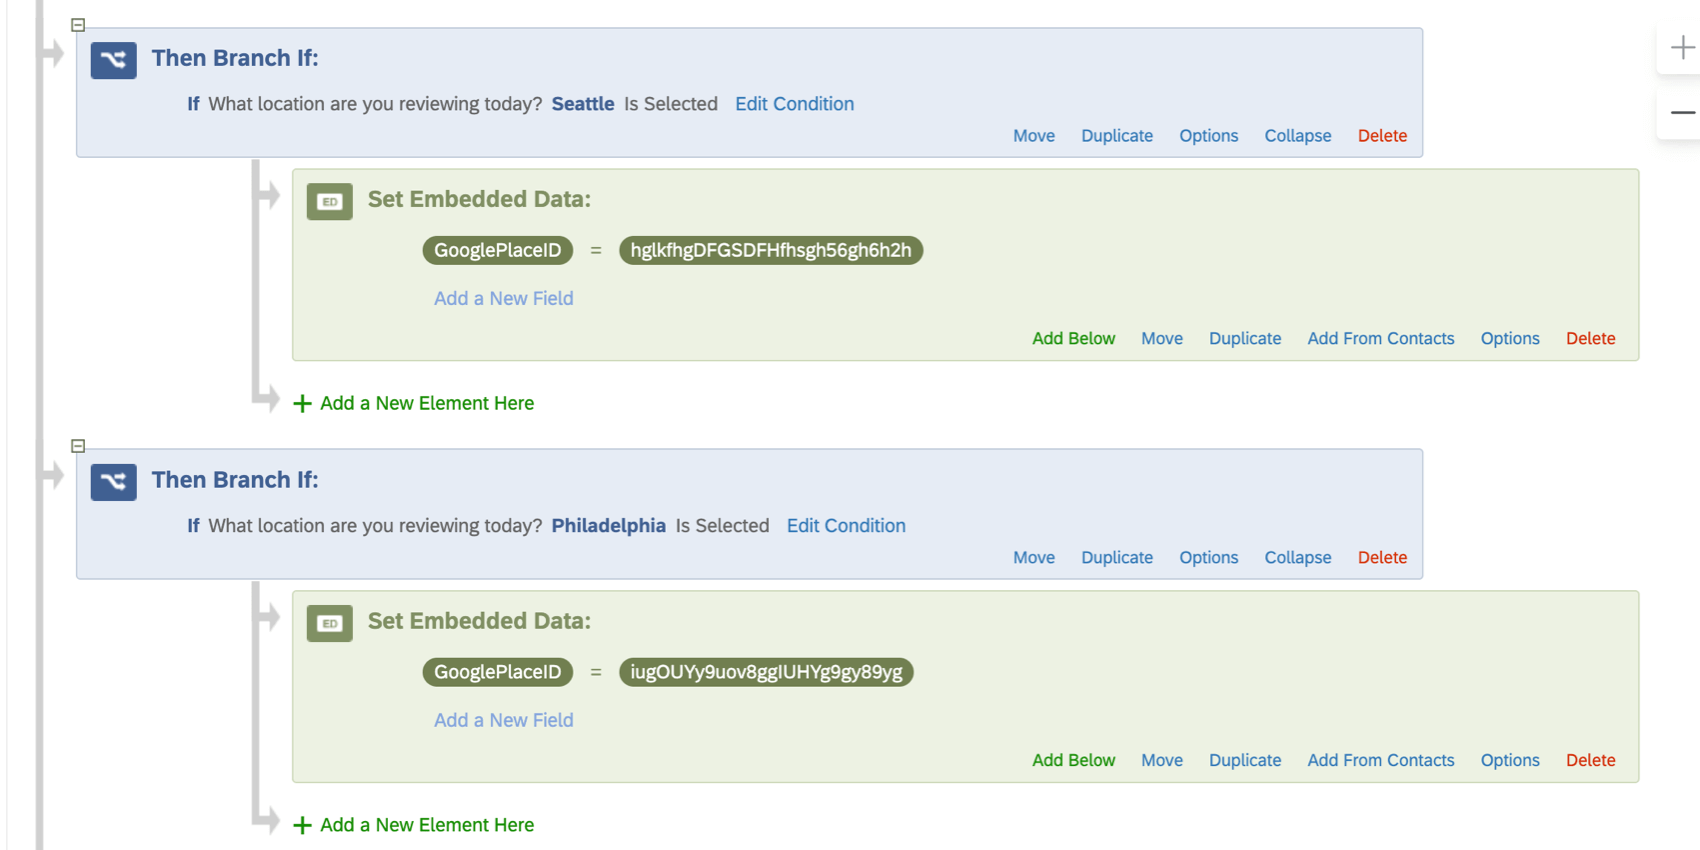 Then Branch If:
If What location are you reviewing today? Seattle Is Selected Edit Condition
Move Duplicate Options Collapse Delete
ED Set Embedded Data:
GooglePlaceID = hglkfhgDFGSDFHfhsgh56gh6h2h
Add a New Field
Add Below Move Duplicate Add From Contacts Options Delete
+ Add a New Element Here
Then Branch If:
If What location are you reviewing today? Philadelphia Is Selected Edit Condition
Move Duplicate Options Collapse Delete
ED Set Embedded Data:
GooglePlaceID = iugOUYy9uov8ggIUHYg9gy89yg
Add a New Field
Add Below Move Duplicate Add From Contacts Options Delete
+ Add a New Element Here